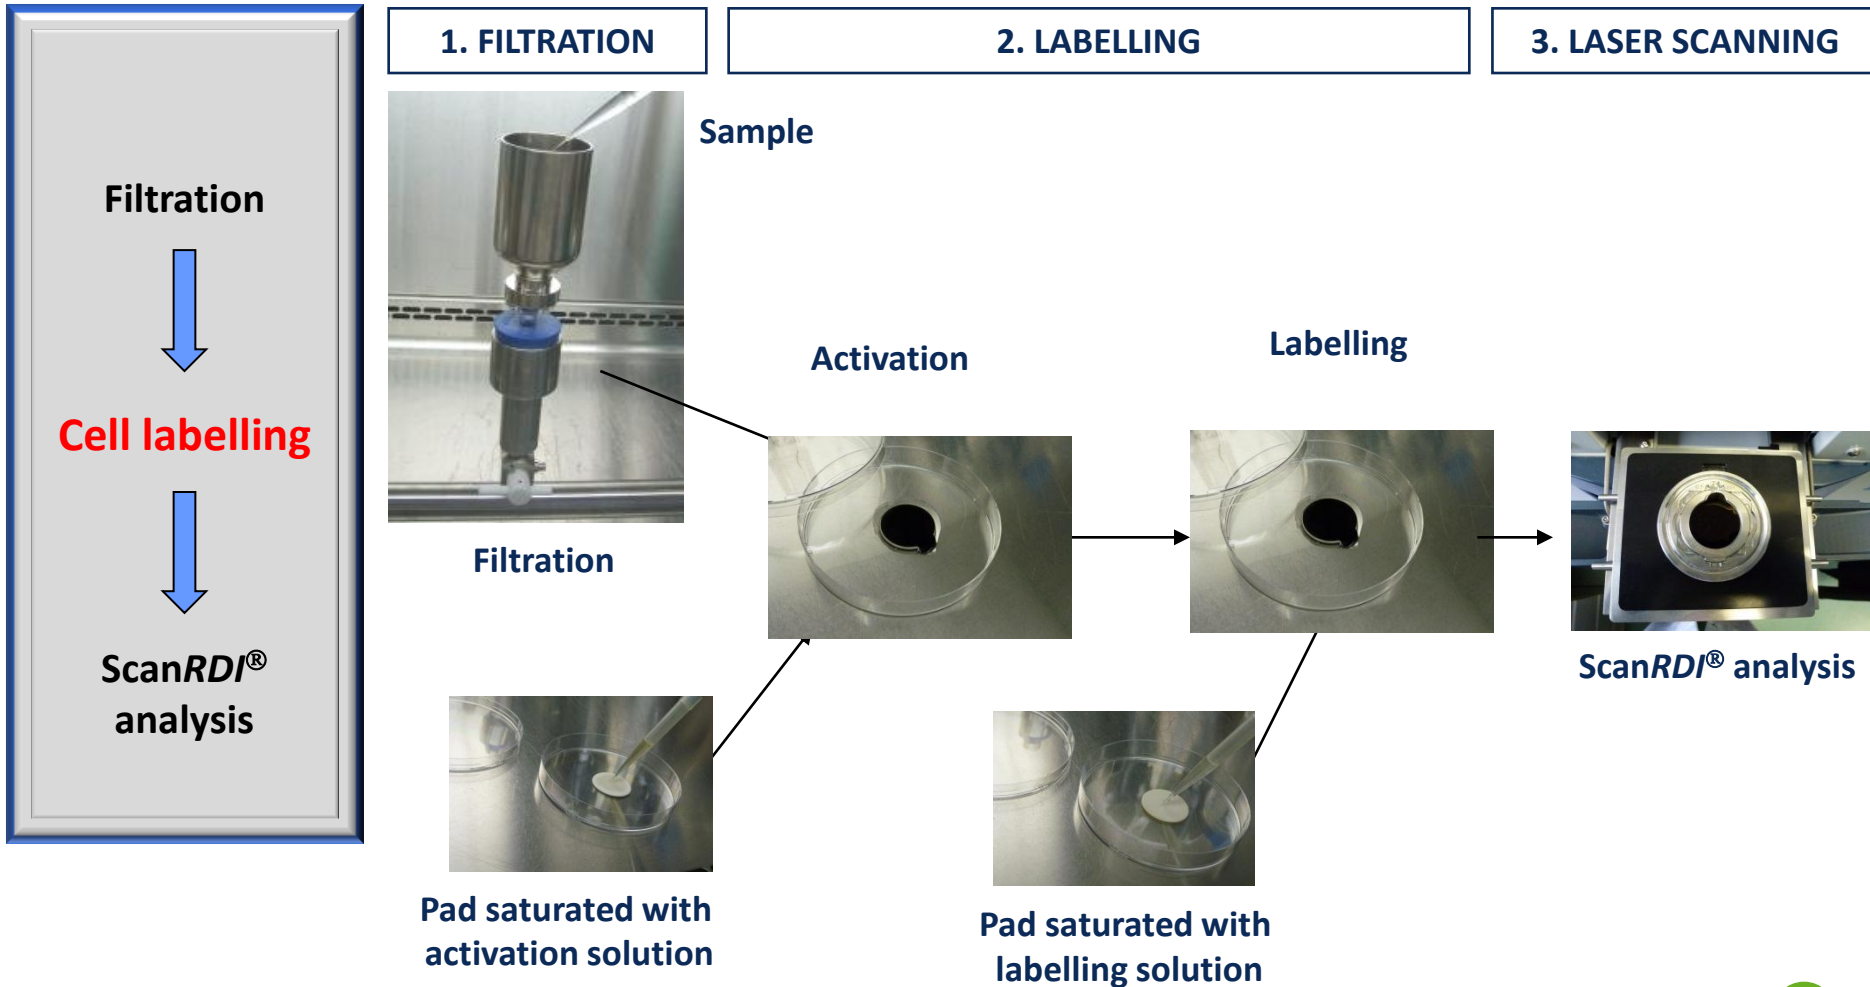 Filtration
Cell labelling
ScanRDI®
analysis
1. FILTRATION
2. LABELLING
3. LASER SCANNING
Sample
Filtration
Activation
Labelling
ScanRDI® analysis
Pad saturated with
activation solution
Pad saturated with
labelling solution